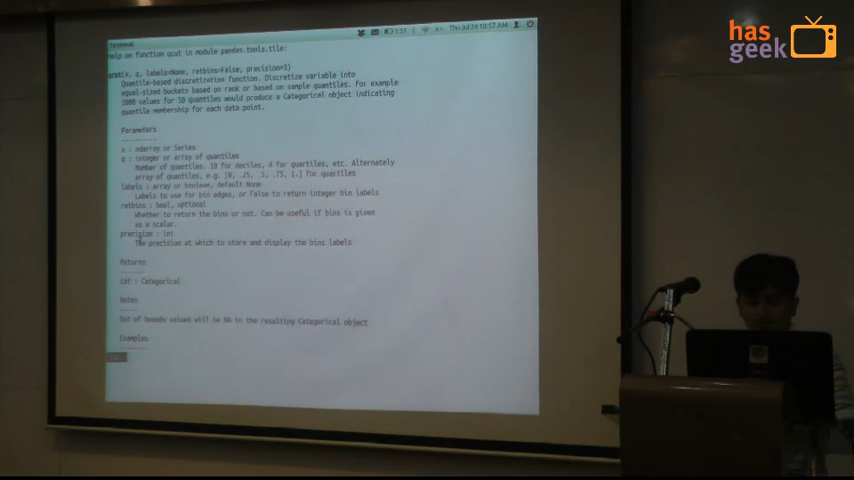 has
geek
Terminal
1:31 Thu Jul 24 10:57 AM
Help on function qcut in module pandas.tools.tile:
qcut(x, q, labels=None, retbins=False, precision=3)
Quantile-based discretization function. Discretize variable into
equal-sized buckets based on rank or based on sample quantiles. For example
1000 values for 10 quantiles would produce a Categorical object indicating
quantile membership for each data point.
Parameters
----------
x : ndarray or Series
q : integer or array of quantiles
Number of quantiles. 10 for deciles, 4 for quartiles, etc. Alternately
array of quantiles, e.g. [0, .25, .5, .75, 1.] for quartiles
labels : array or boolean, default None
Labels to use for bin edges, or False to return integer bin labels
retbins : bool, optional
Whether to return the bins or not. Can be useful if bins is given
as a scalar.
precision : int
The precision at which to store and display the bins labels
Returns
-------
cat : Categorical
Notes
-----
Out of bounds values will be NA in the resulting Categorical object
Examples
--------